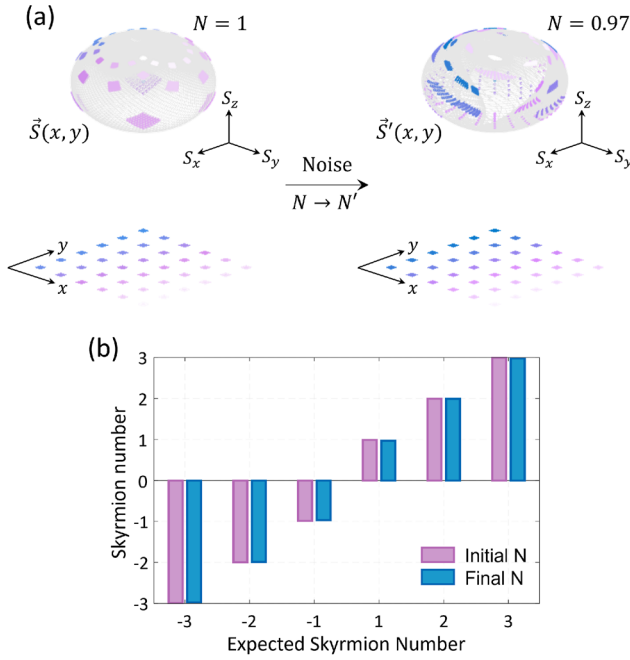 (a)
N = 1
N = 0.97
S⃗(x, y)
S_z
S_x
S_y
S⃗′(x, y)
S_z
S_x
S_y
Noise
N → N′
y
x
y
x
(b)
Skyrmion number
3
2
1
0
-1
-2
-3
Initial N
Final N
-3 -2 -1 1 2 3
Expected Skyrmion Number